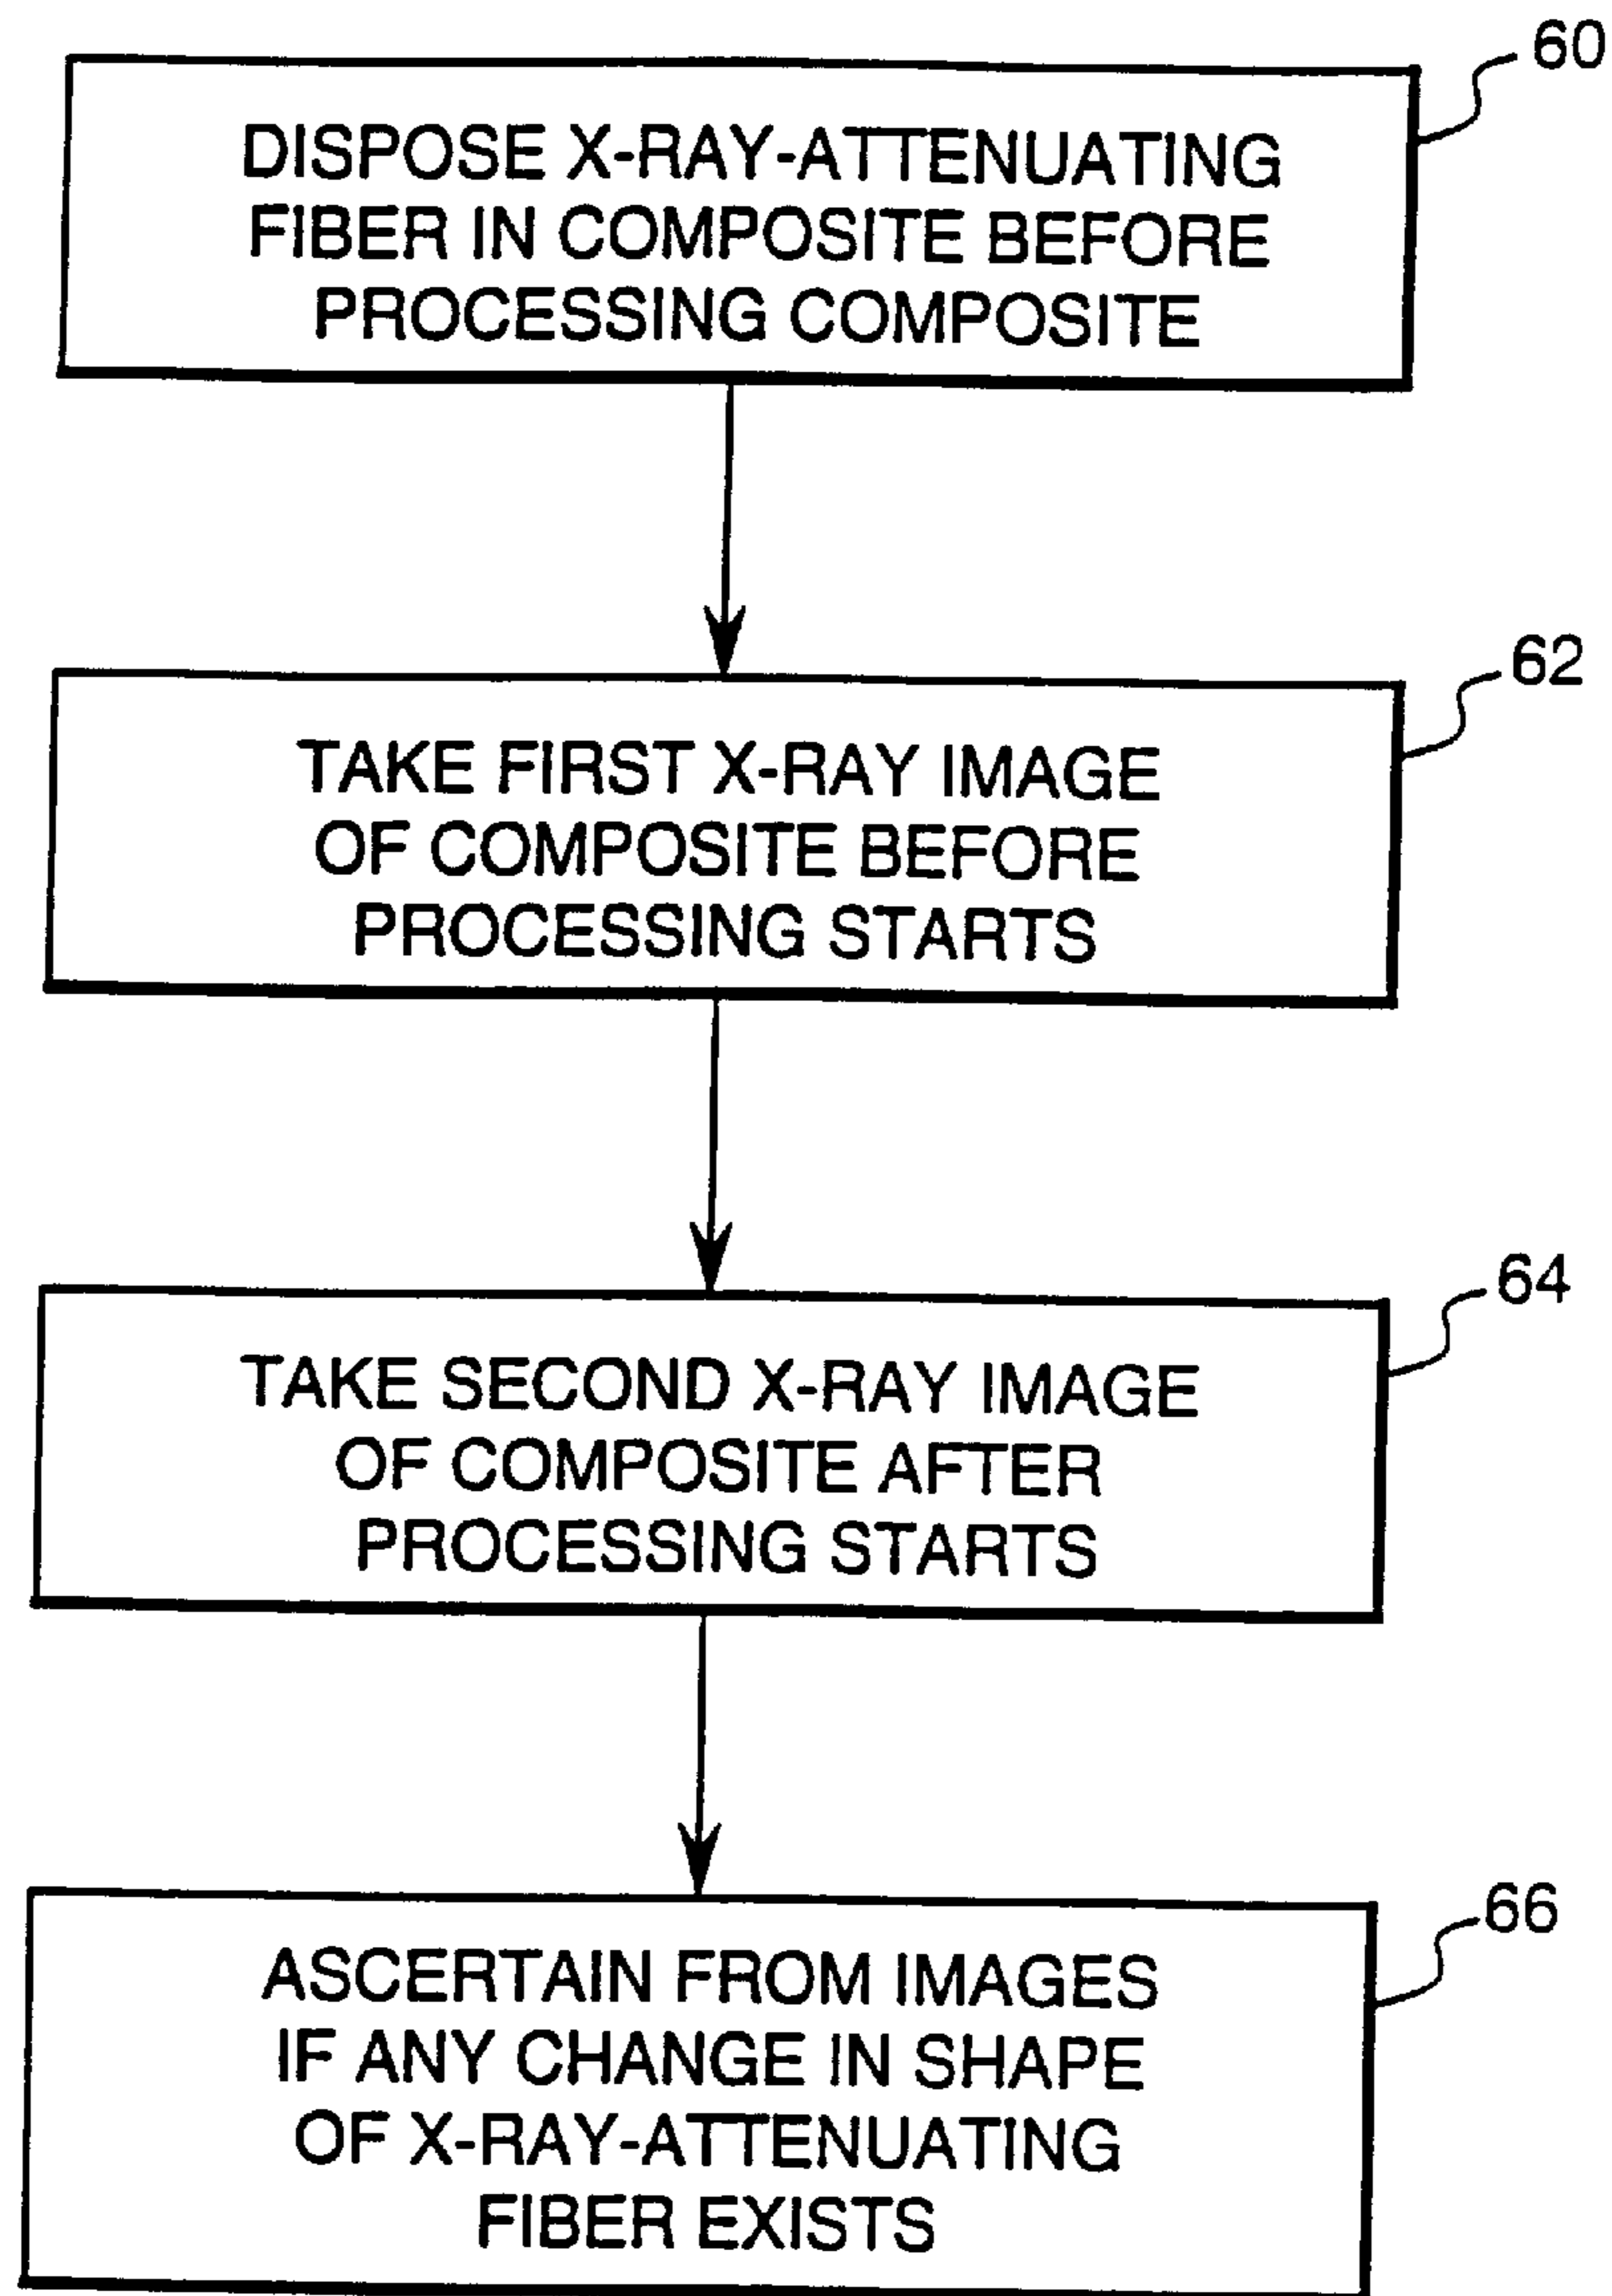 60
DISPOSE X-RAY-ATTENUATING
FIBER IN COMPOSITE BEFORE
PROCESSING COMPOSITE
62
TAKE FIRST X-RAY IMAGE
OF COMPOSITE BEFORE
PROCESSING STARTS
64
TAKE SECOND X-RAY IMAGE
OF COMPOSITE AFTER
PROCESSING STARTS
66
ASCERTAIN FROM IMAGES
IF ANY CHANGE IN SHAPE
OF X-RAY-ATTENUATING
FIBER EXISTS